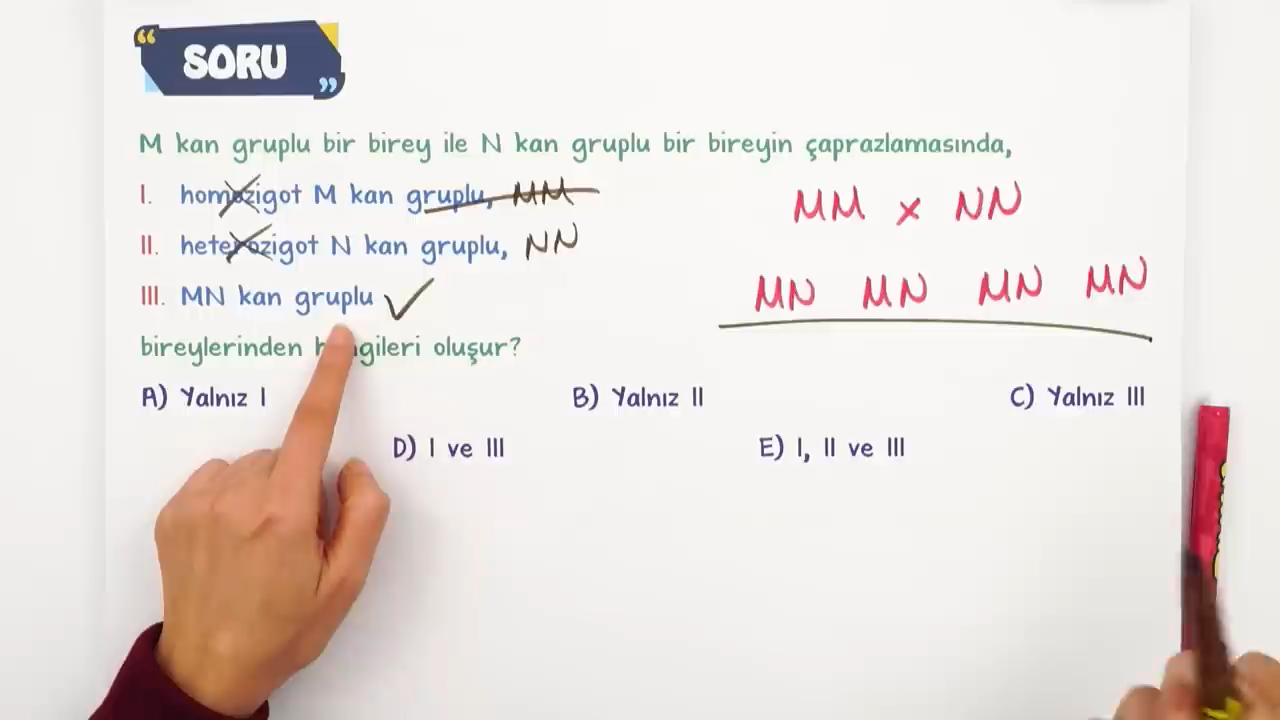 “ SORU ”
M kan gruplu bir birey ile N kan gruplu bir bireyin çaprazlamasında,
I. homozigot M kan gruplu, MM
II. heterozigot N kan gruplu, NN
III. MN kan gruplu ✓
bireylerinden oluşur?
MM × NN
MN MN MN MN
A) Yalnız I B) Yalnız II C) Yalnız III
D) I ve III E) I, II ve III